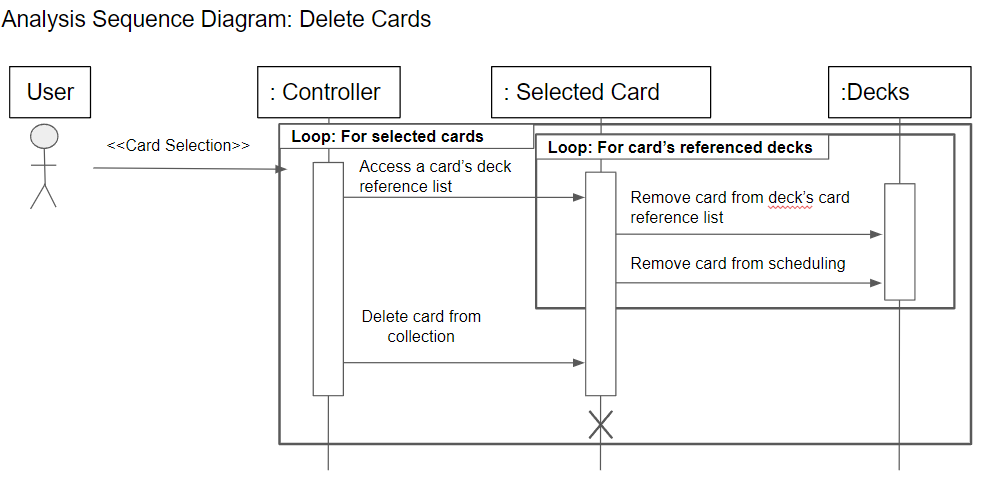 Analysis Sequence Diagram: Delete Cards
User
: Controller
: Selected Card
:Decks
<<Card Selection>>
Loop: For selected cards
Loop: For card's referenced decks
Access a card's deck
reference list
Remove card from deck's card
reference list
Remove card from scheduling
Delete card from
collection